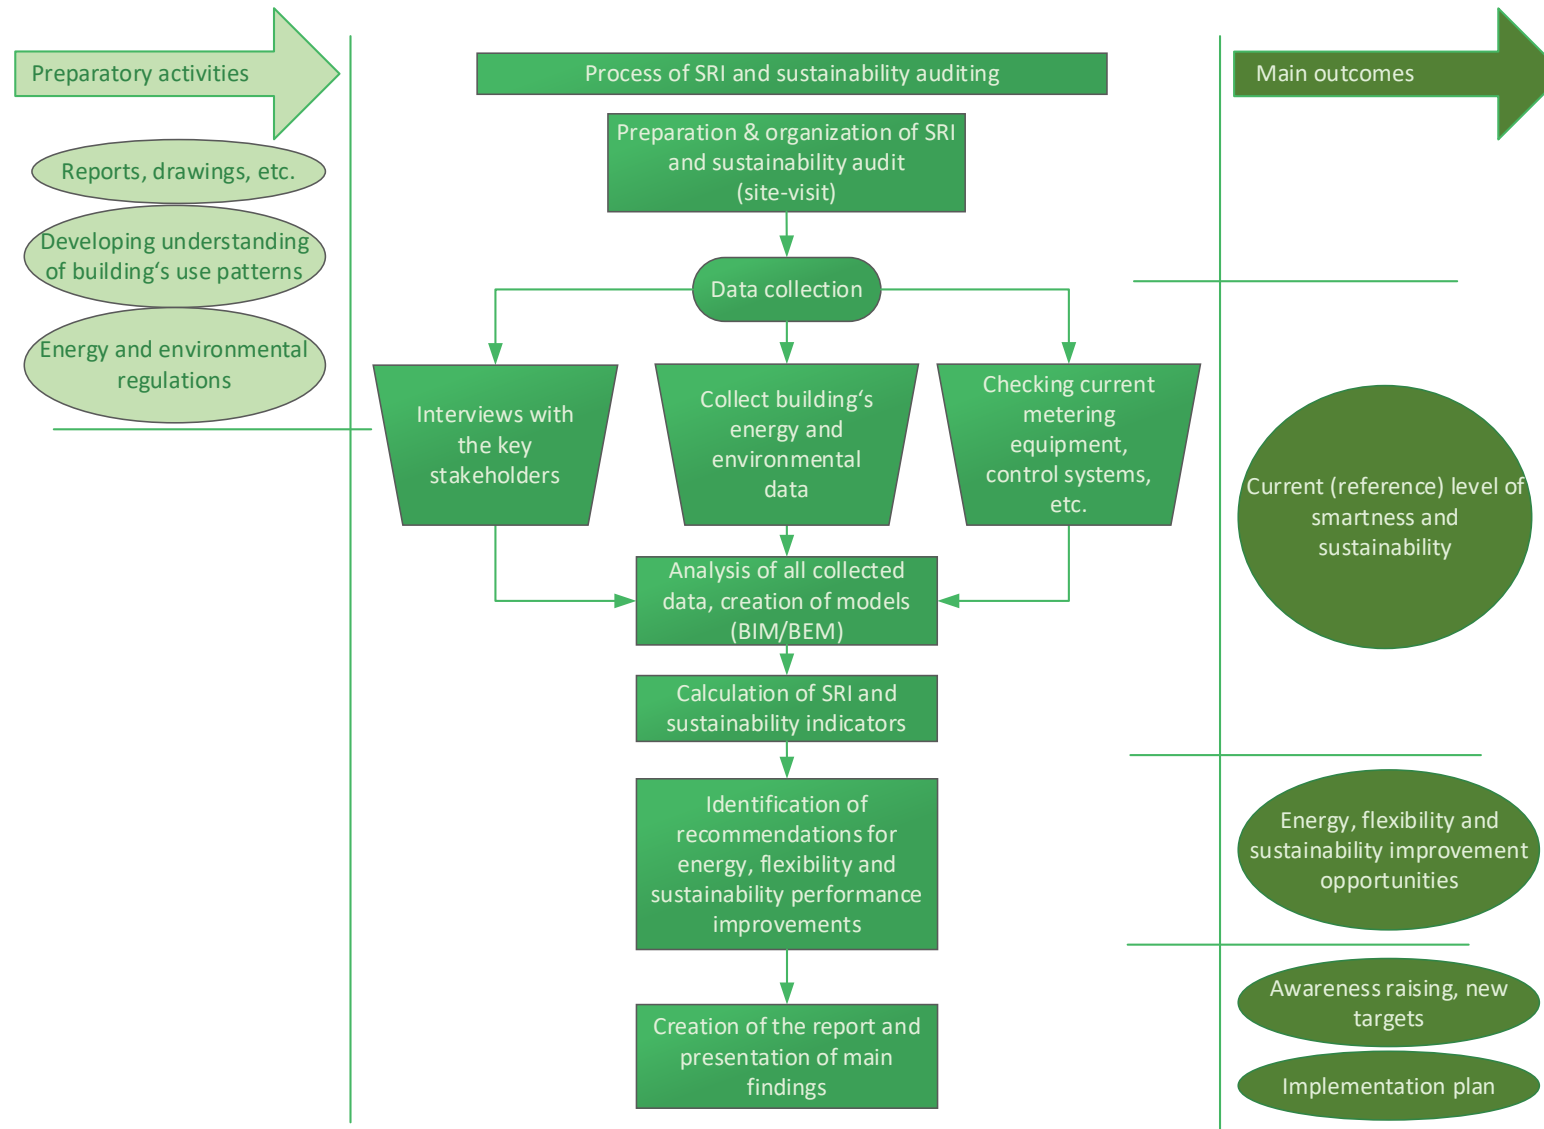 Preparatory activities
Reports, drawings, etc.
Developing understanding
of building‘s use patterns
Energy and environmental
regulations
Process of SRI and sustainability auditing
Preparation & organization of SRI
and sustainability audit
(site-visit)
Data collection
Interviews with
the key
stakeholders
Collect building‘s
energy and
environmental
data
Checking current
metering
equipment,
control systems,
etc.
Analysis of all collected
data, creation of models
(BIM/BEM)
Calculation of SRI and
sustainability indicators
Identification of
recommendations for
energy, flexibility and
sustainability performance
improvements
Creation of the report and
presentation of main
findings
Main outcomes
Current (reference) level of
smartness and
sustainability
Energy, flexibility and
sustainability improvement
opportunities
Awareness raising, new
targets
Implementation plan